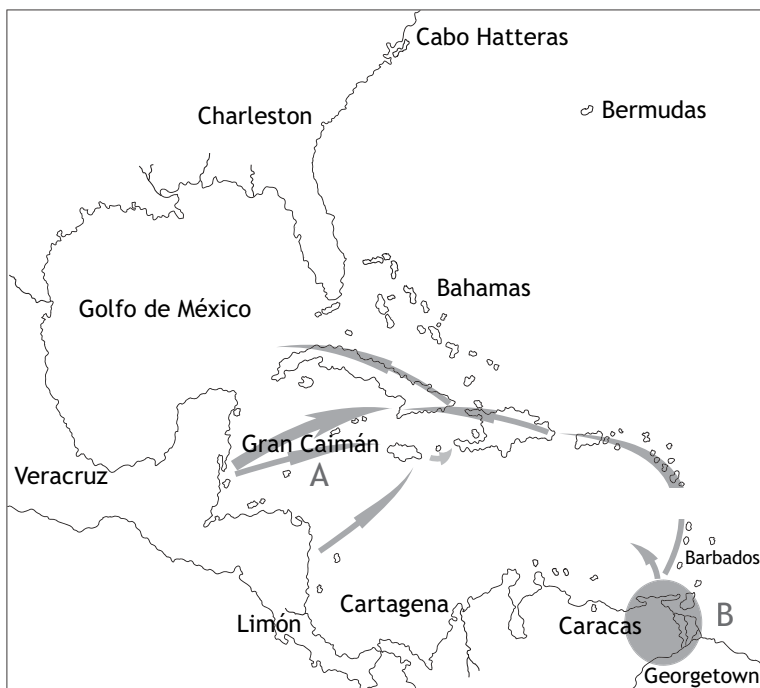 Cabo Hatteras
Bermudas
Charleston
Bahamas
Golfo de México
Gran Caimán
A
Veracruz
Barbados
Cartagena
B
Limón
Caracas
Georgetown